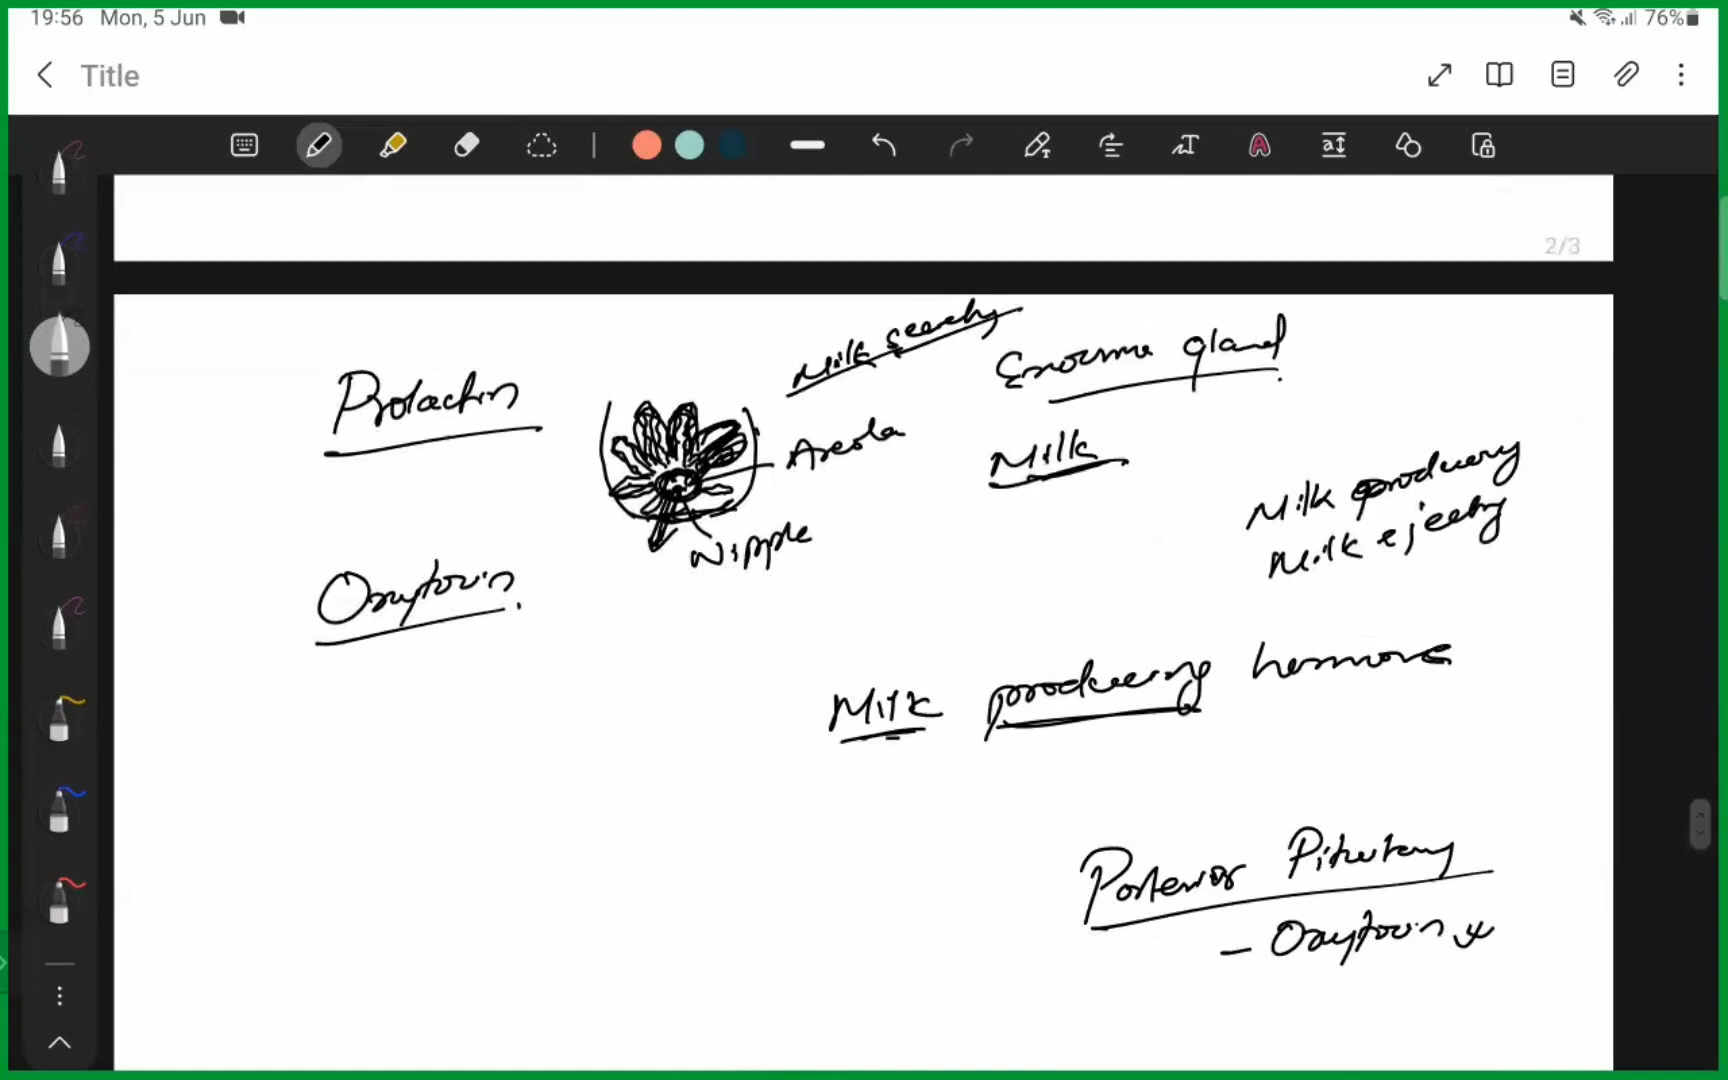 19:56 Mon, 5 Jun
76%
Title
2/3
Prolactin
Milk
Exocrine gland
Areola
Milk
Nipple
Milk producing
Milk ejecting
Oxytocin.
Milk producing hormone
Posterior Pituitary
- Oxytocin